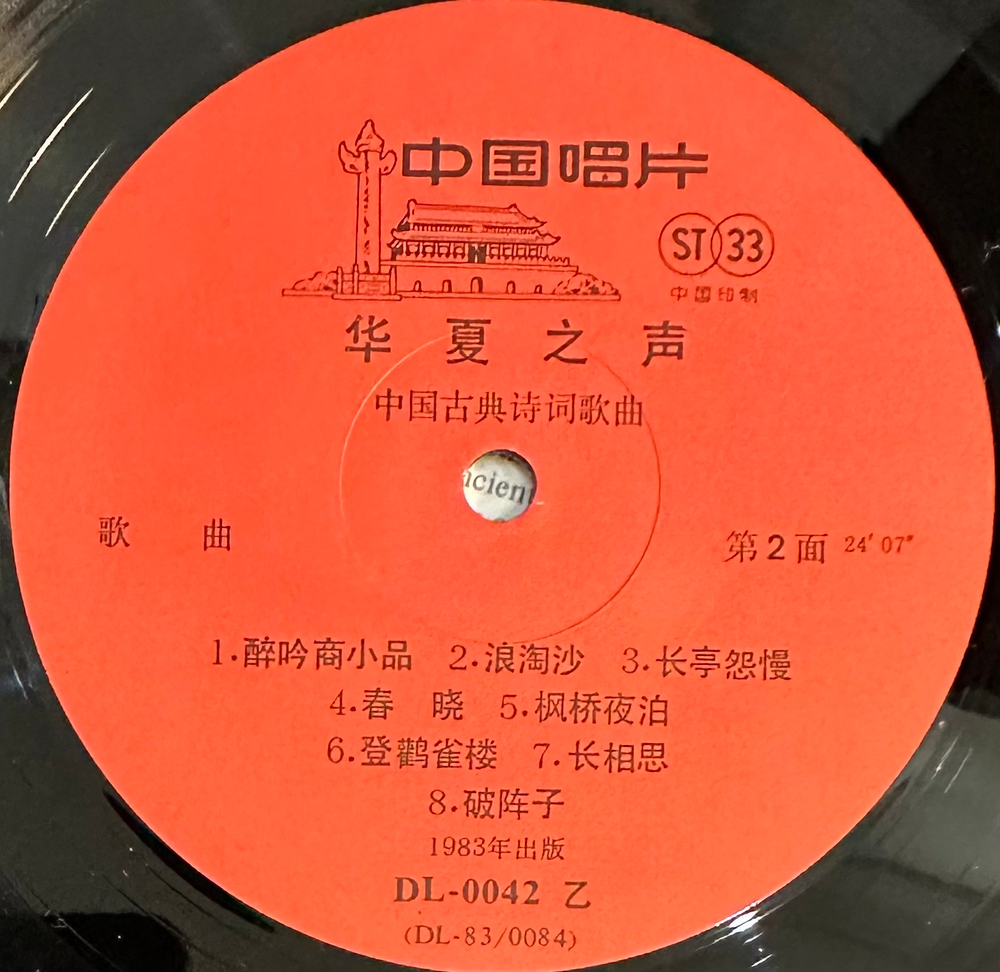 中国唱片
ST 33
中国印制
华夏之声
中国古典诗词歌曲
ncien
歌 曲
第2面 24′07″
1.醉吟商小品 2.浪淘沙 3.长亭怨慢
4.春 晓 5.枫桥夜泊
6.登鹳雀楼 7.长相思
8.破阵子
1983年出版
DL-0042 乙
(DL-83/0084)